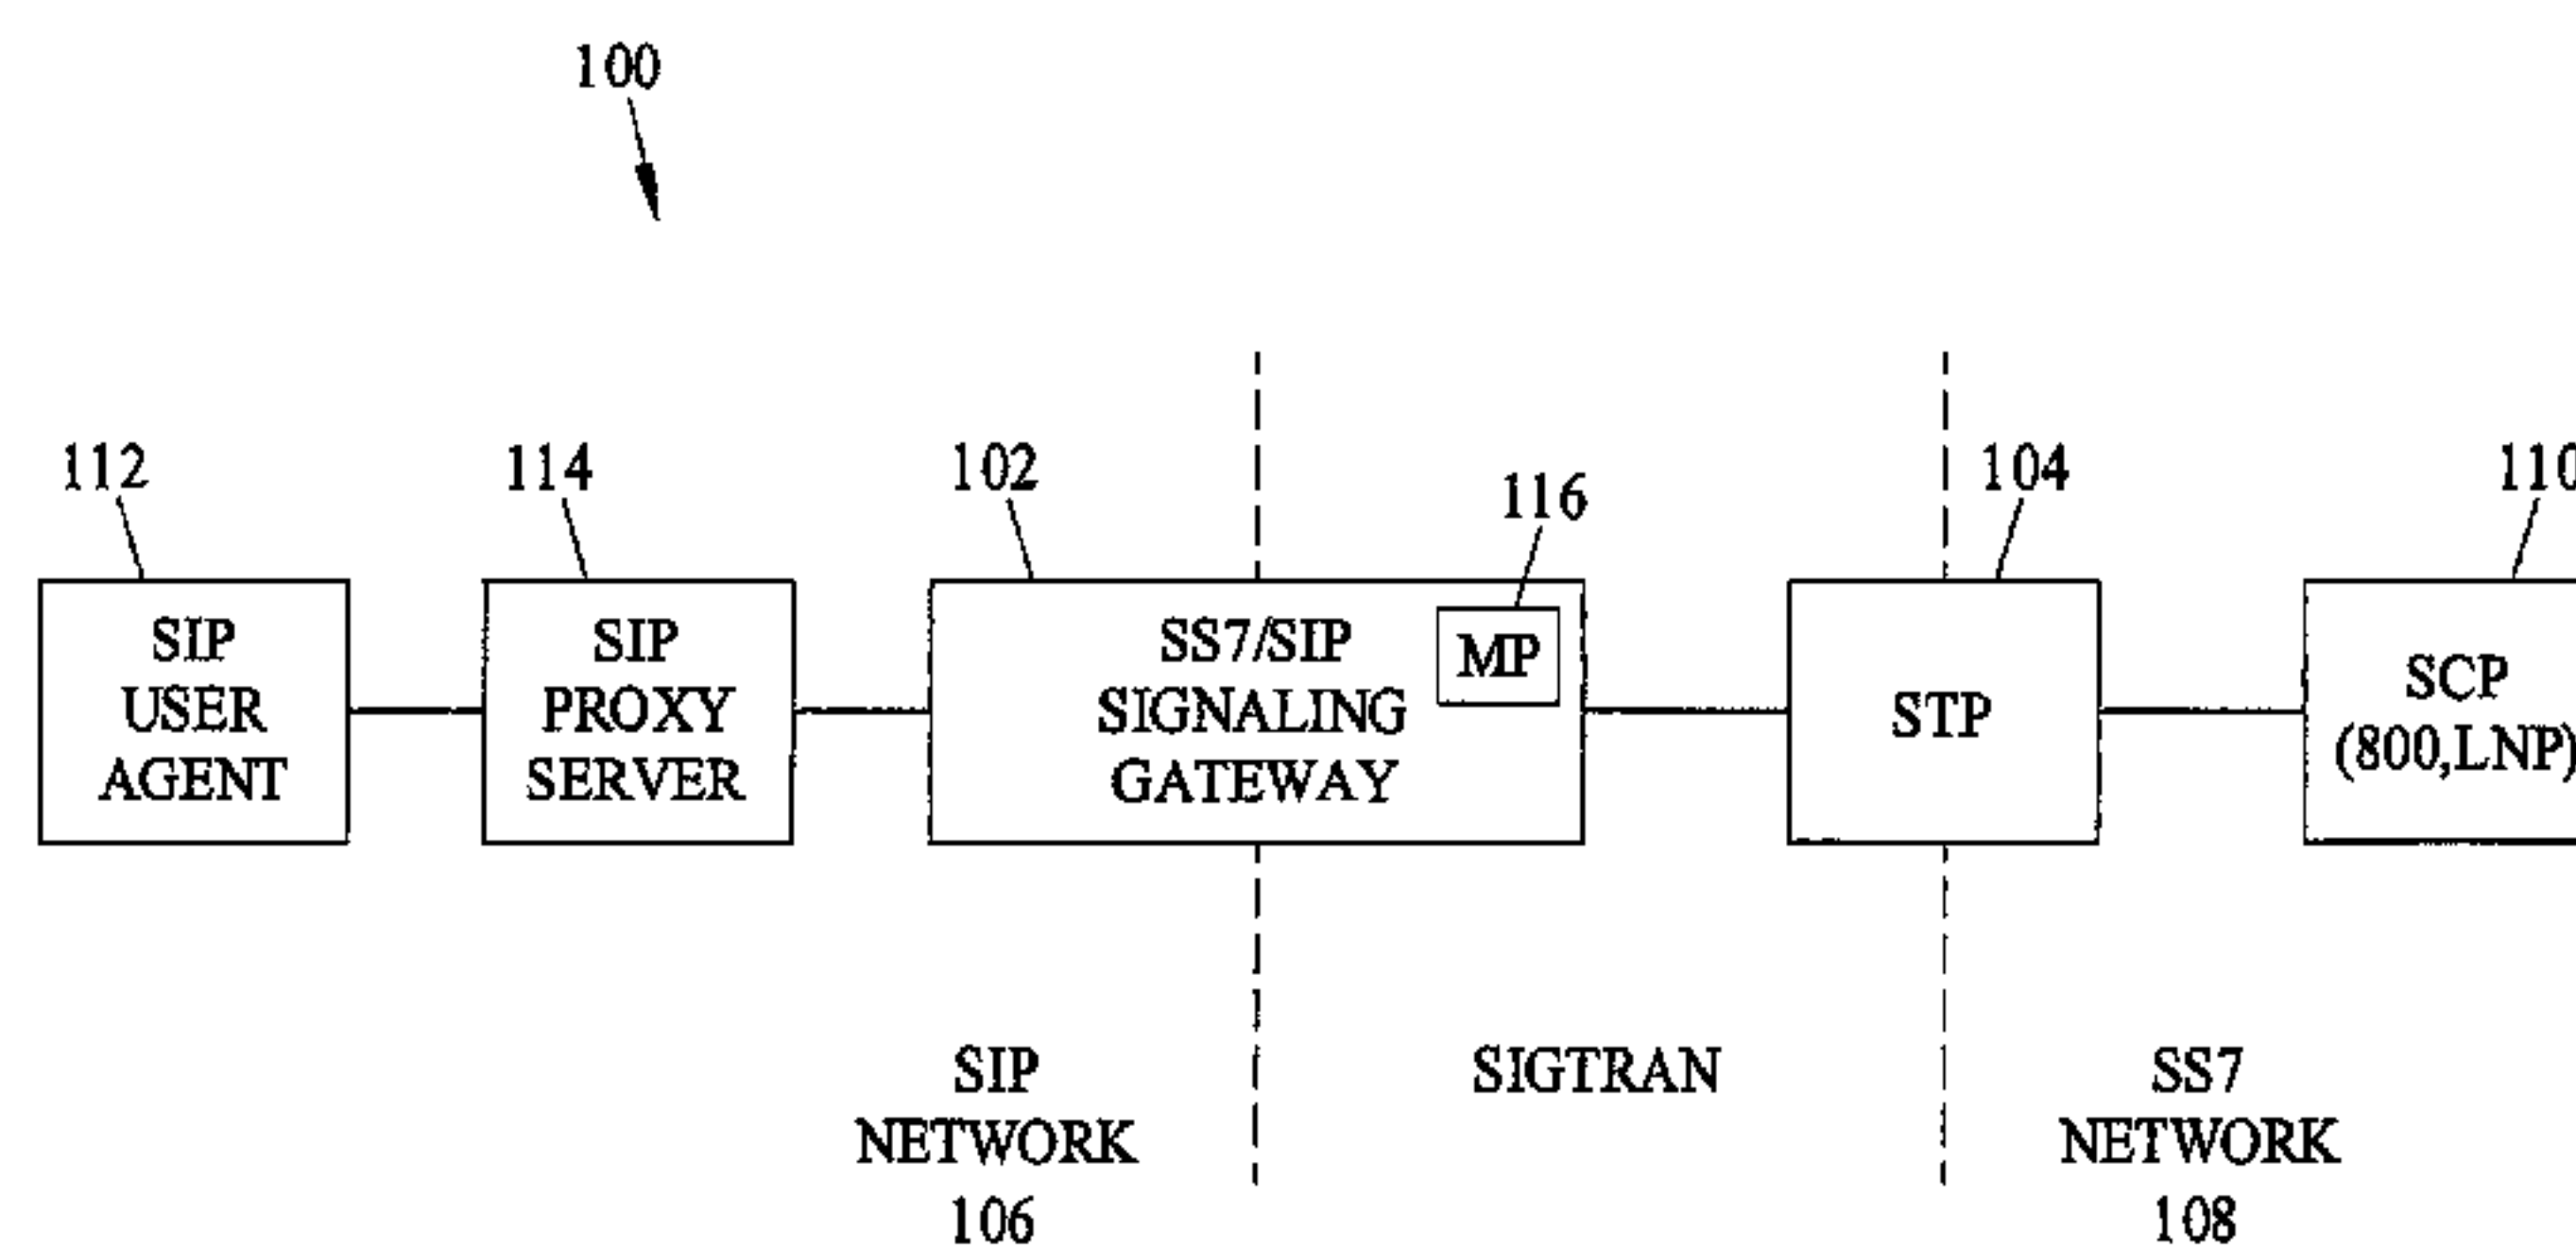 100
112
114
102
116
104
110
SIP
USER
AGENT
SIP
PROXY
SERVER
SS7/SIP
SIGNALING
GATEWAY
MP
STP
SCP
(800,LNP)
SIP
NETWORK
106
SIGTRAN
SS7
NETWORK
108